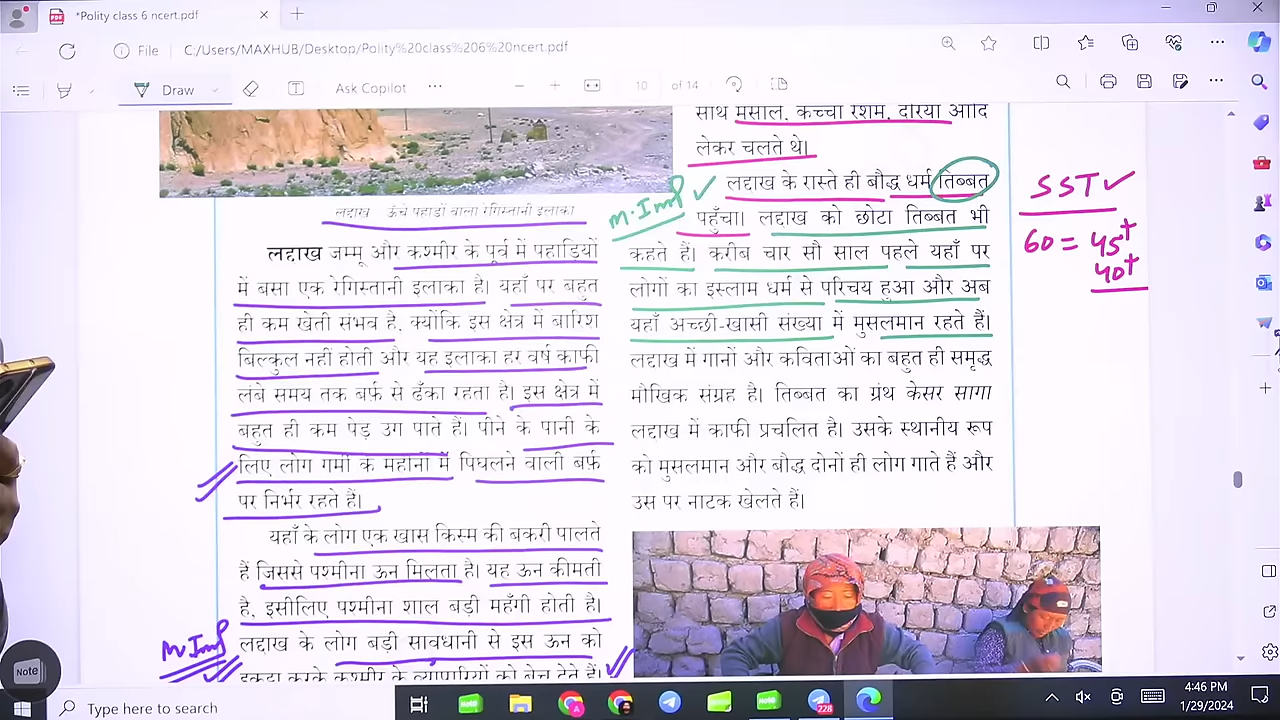 *Polity class 6 ncert.pdf
File C:/Users/MAXHUB/Desktop/Polity%20class%206%20ncert.pdf
Draw
Ask Copilot
10 of 14
साथ मसाले, कच्चा रेशम, दरियाँ आदि
लेकर चलते थे।
लद्दाख के रास्ते ही बौद्ध धर्म तिब्बत
पहुँचा। लद्दाख को छोटा तिब्बत भी
कहते हैं। करीब चार सौ साल पहले यहाँ पर
लोगों का इस्लाम धर्म से परिचय हुआ और अब
यहाँ अच्छी-खासी संख्या में मुसलमान रहते हैं।
लद्दाख में गानों और कविताओं का बहुत ही समृद्ध
मौखिक संग्रह है। तिब्बत का ग्रंथ केसर सागा
लद्दाख में काफी प्रचलित है। उसके स्थानीय रूप
को मुसलमान और बौद्ध दोनों ही लोग गाते हैं और
उस पर नाटक खेलते हैं।
M.Imp
SST
60 = 45+
40+
लद्दाख ऊँचे पहाड़ों वाला रेगिस्तानी इलाका
लद्दाख जम्मू और कश्मीर के पूर्व में पहाड़ियों
में बसा एक रेगिस्तानी इलाका है। यहाँ पर बहुत
ही कम खेती संभव है, क्योंकि इस क्षेत्र में बारिश
बिल्कुल नहीं होती और यह इलाका हर वर्ष काफी
लंबे समय तक बर्फ से ढँका रहता है। इस क्षेत्र में
बहुत ही कम पेड़ उग पाते हैं। पीने के पानी के
लिए लोग गर्मी के महीनों में पिघलने वाली बर्फ
पर निर्भर रहते हैं।
यहाँ के लोग एक खास किस्म की बकरी पालते
हैं जिससे पश्मीना ऊन मिलता है। यह ऊन कीमती
है, इसीलिए पश्मीना शाल बड़ी महँगी होती है।
लद्दाख के लोग बड़ी सावधानी से इस ऊन को
इकट्ठा करके कश्मीर के व्यापारियों को बेच देते हैं।
M.Imp
Note
Type here to search
Note
Note
228
4:46 PM
1/29/2024